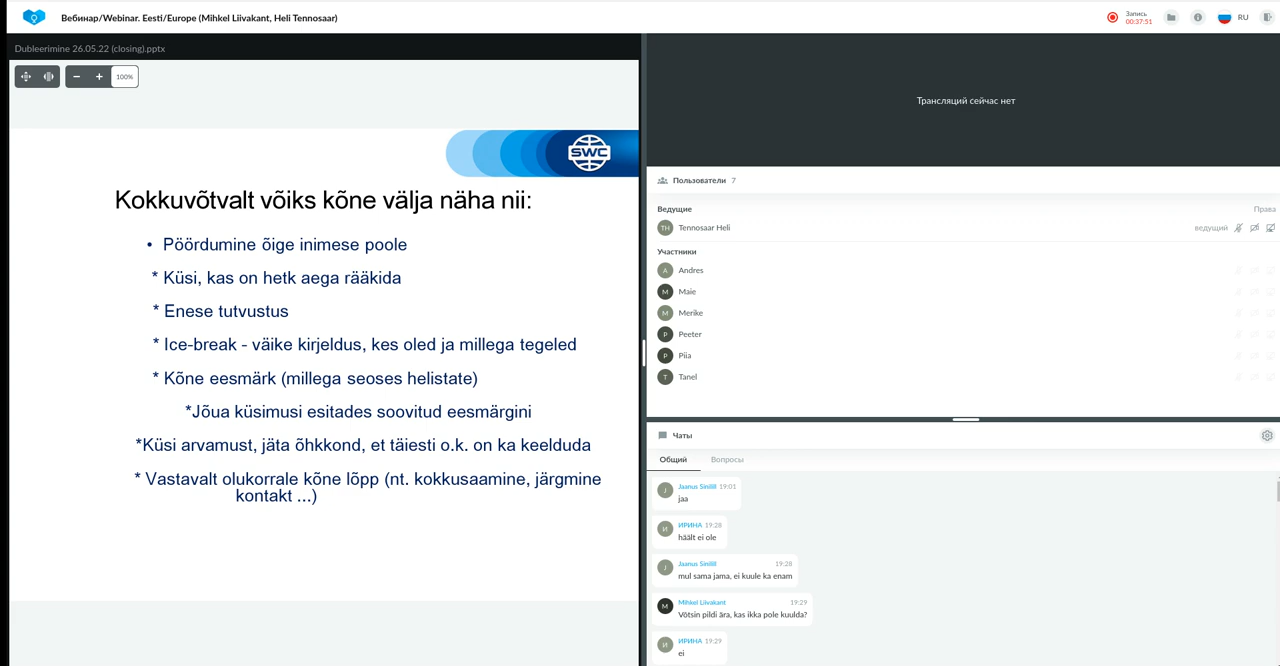 Вебинар/Webinar. Eesti/Europe (Mihkel Liivakant, Heli Tennosaar)
Запись
00:37:51
RU
Dubleerimine 26.05.22 (closing).pptx
100%
SWC
Kokkuvõtvalt võiks kõne välja näha nii:
• Pöördumine õige inimese poole
* Küsi, kas on hetk aega rääkida
* Enese tutvustus
* Ice-break - väike kirjeldus, kes oled ja millega tegeled
* Kõne eesmärk (millega seoses helistate)
*Jõua küsimusi esitades soovitud eesmärgini
*Küsi arvamust, jäta õhkkond, et täiesti o.k. on ka keelduda
* Vastavalt olukorrale kõne lõpp (nt. kokkusaamine, järgmine
kontakt ...)
Трансляций сейчас нет
Пользователи 7
Ведущие Права
TH Tennosaar Heli ведущий
Участники
A Andres
M Maie
M Merike
P Peeter
P Piia
T Tanel
Чаты
Общий Вопросы
J Jaanus Sinilill 19:01
jaa
И ИРИНА 19:28
häält ei ole
J Jaanus Sinilill 19:28
mul sama jama, ei kuule ka enam
M Mihkel Liivakant 19:29
Võtsin pildi ära, kas ikka pole kuulda?
И ИРИНА 19:29
ei